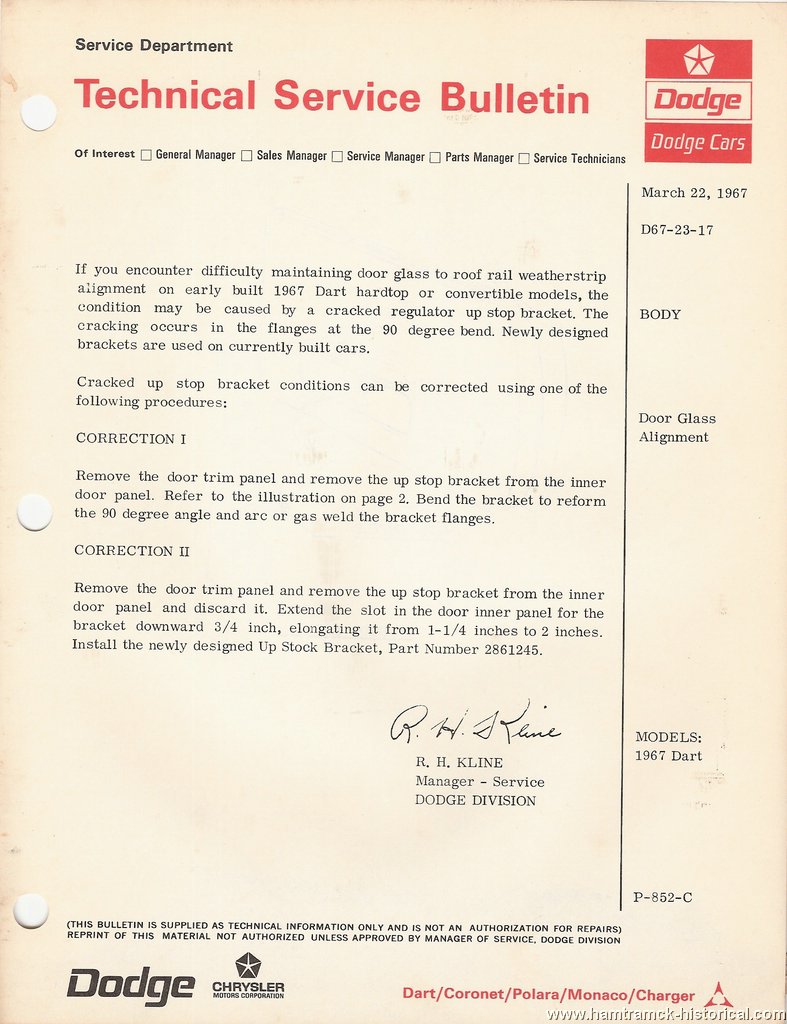 Service Department
Technical Service Bulletin
Dodge
Dodge Cars
Of Interest General Manager Sales Manager Service Manager Parts Manager Service Technicians
March 22, 1967
D67-23-17
If you encounter difficulty maintaining door glass to roof rail weatherstrip
alignment on early built 1967 Dart hardtop or convertible models, the
condition may be caused by a cracked regulator up stop bracket. The
cracking occurs in the flanges at the 90 degree bend. Newly designed
brackets are used on currently built cars.
BODY
Cracked up stop bracket conditions can be corrected using one of the
following procedures:
Door Glass
Alignment
CORRECTION I
Remove the door trim panel and remove the up stop bracket from the inner
door panel. Refer to the illustration on page 2. Bend the bracket to reform
the 90 degree angle and arc or gas weld the bracket flanges.
CORRECTION II
Remove the door trim panel and remove the up stop bracket from the inner
door panel and discard it. Extend the slot in the door inner panel for the
bracket downward 3/4 inch, elongating it from 1-1/4 inches to 2 inches.
Install the newly designed Up Stock Bracket, Part Number 2861245.
R. H. Kline
R. H. KLINE
Manager - Service
DODGE DIVISION
MODELS:
1967 Dart
P-852-C
(THIS BULLETIN IS SUPPLIED AS TECHNICAL INFORMATION ONLY AND IS NOT AN AUTHORIZATION FOR REPAIRS)
REPRINT OF THIS MATERIAL NOT AUTHORIZED UNLESS APPROVED BY MANAGER OF SERVICE, DODGE DIVISION
Dodge
CHRYSLER
MOTORS CORPORATION
Dart/Coronet/Polara/Monaco/Charger
www.hamtramck-historical.com